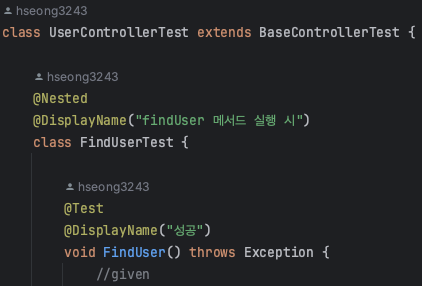 hseong3243
class UserControllerTest extends BaseControllerTest {
hseong3243
@Nested
@DisplayName("findUser 메서드 실행 시")
class FindUserTest {
hseong3243
@Test
@DisplayName("성공")
void FindUser() throws Exception {
//given